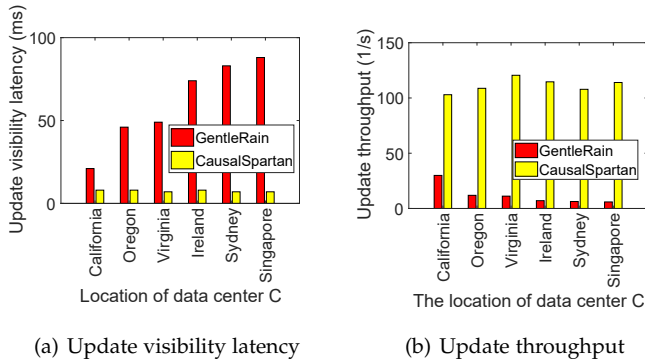 Update visibility latency (ms)
100
50
0
GentleRain
CausalSpartan
California
Oregon
Virginia
Ireland
Sydney
Singapore
Location of data center C
(a) Update visibility latency
Update throughput (1/s)
150
100
50
0
GentleRain
CausalSpartan
California
Oregon
Virginia
Ireland
Sydney
Singapore
The location of data center C
(b) Update throughput